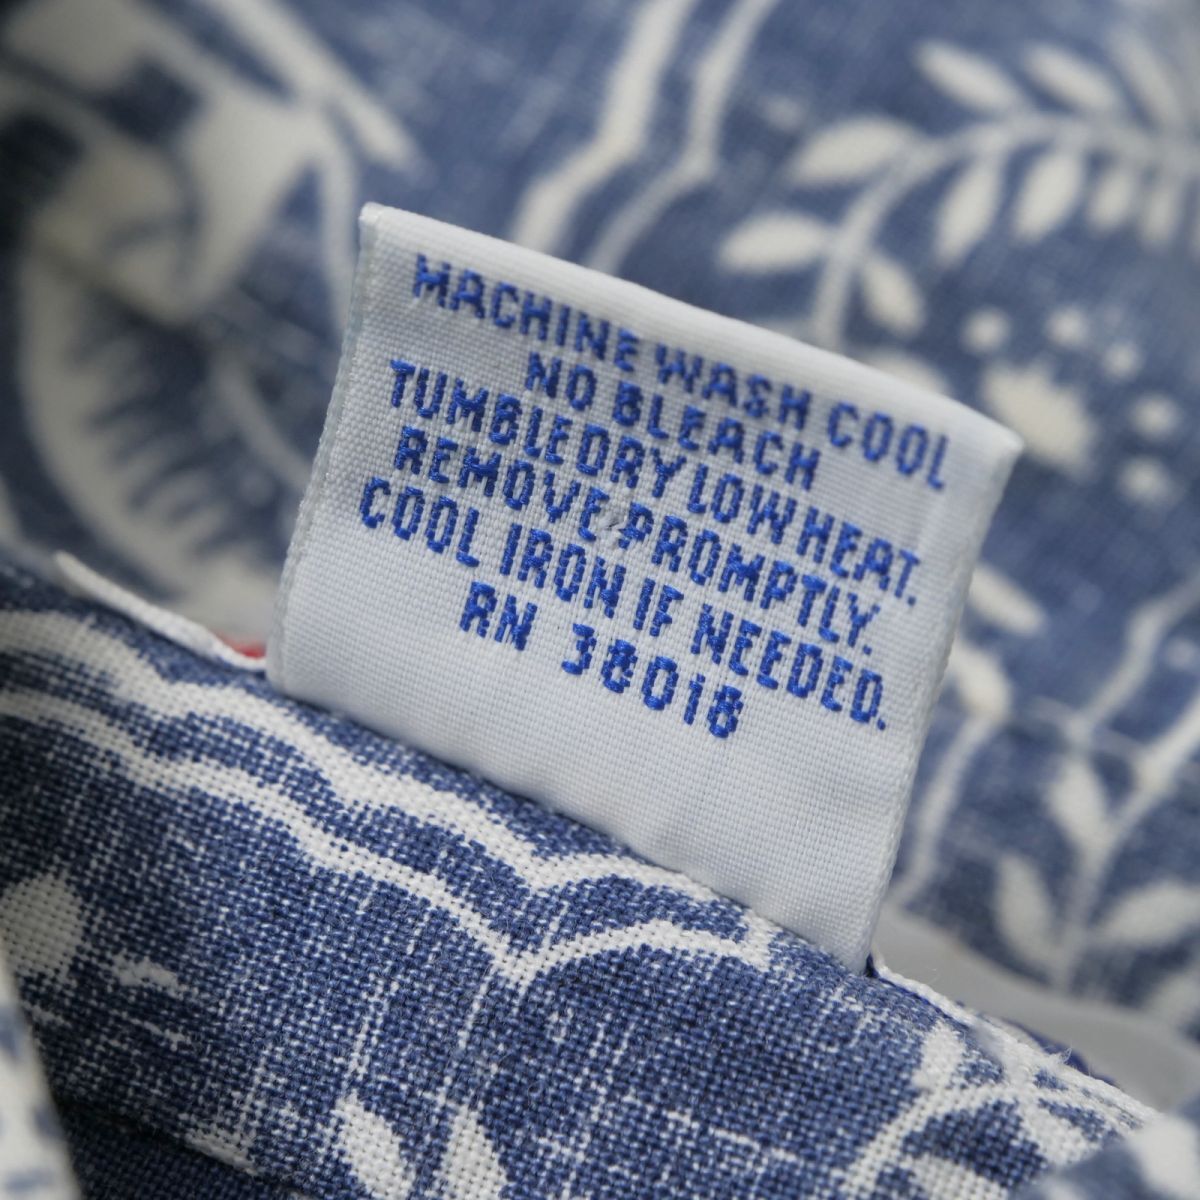 MACHINE WASH COOL
NO BLEACH
TUMBLE DRY LOW HEAT.
REMOVE PROMPTLY.
COOL IRON IF NEEDED.
RN 38018